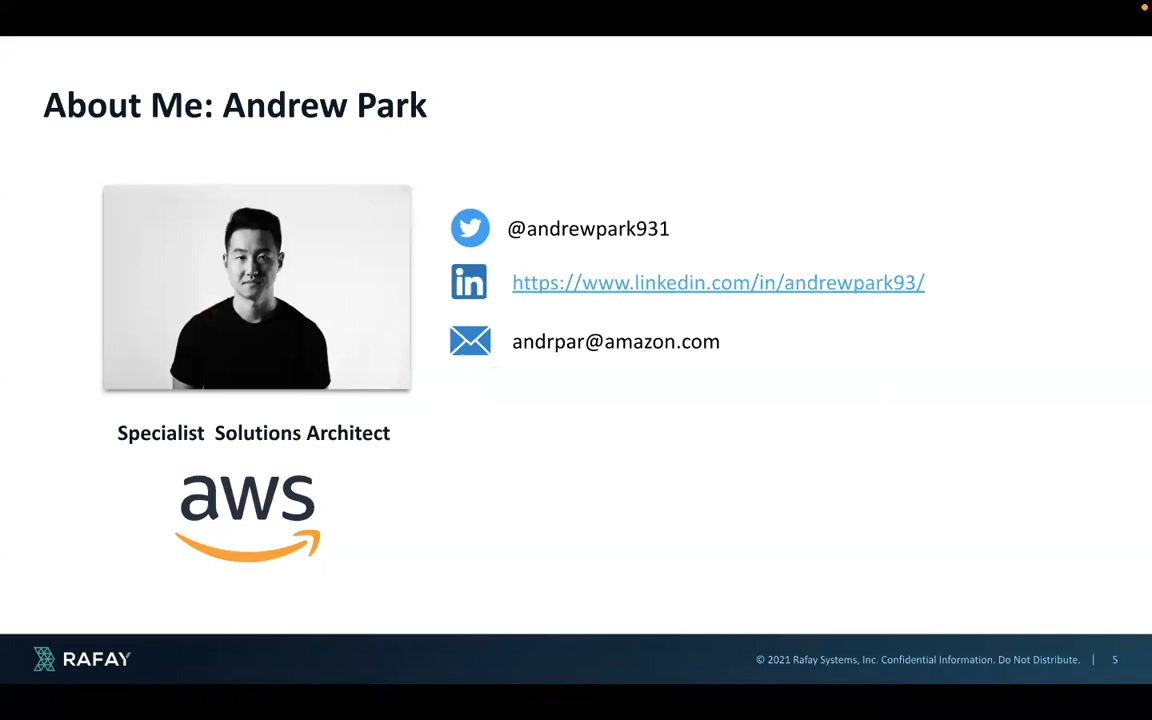 About Me: Andrew Park
@andrewpark931
in
https://www.linkedin.com/in/andrewpark93/
andrpar@amazon.com
Specialist Solutions Architect
aws
RAFAY
© 2021 Rafay Systems, Inc. Confidential Information. Do Not Distribute. | 5